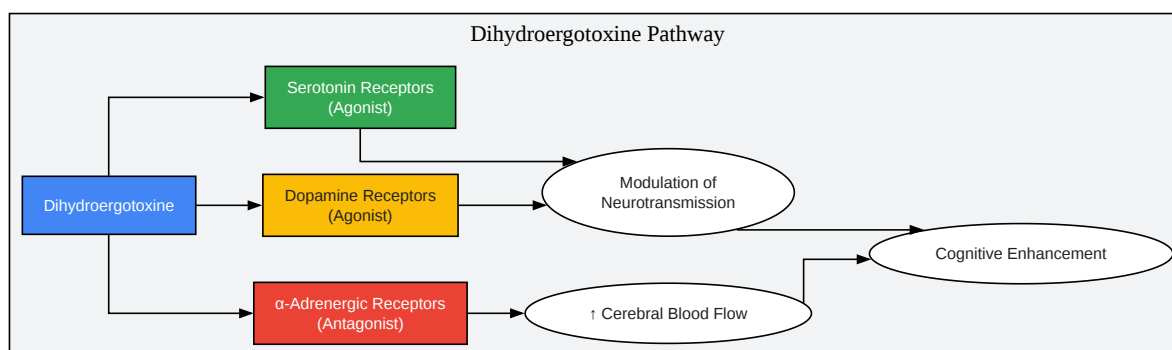 Dihydroergotoxine Pathway
Serotonin Receptors
(Agonist)
Modulation of
Neurotransmission
Dihydroergotoxine
Dopamine Receptors
(Agonist)
Cognitive Enhancement
α-Adrenergic Receptors
(Antagonist)
↑ Cerebral Blood Flow